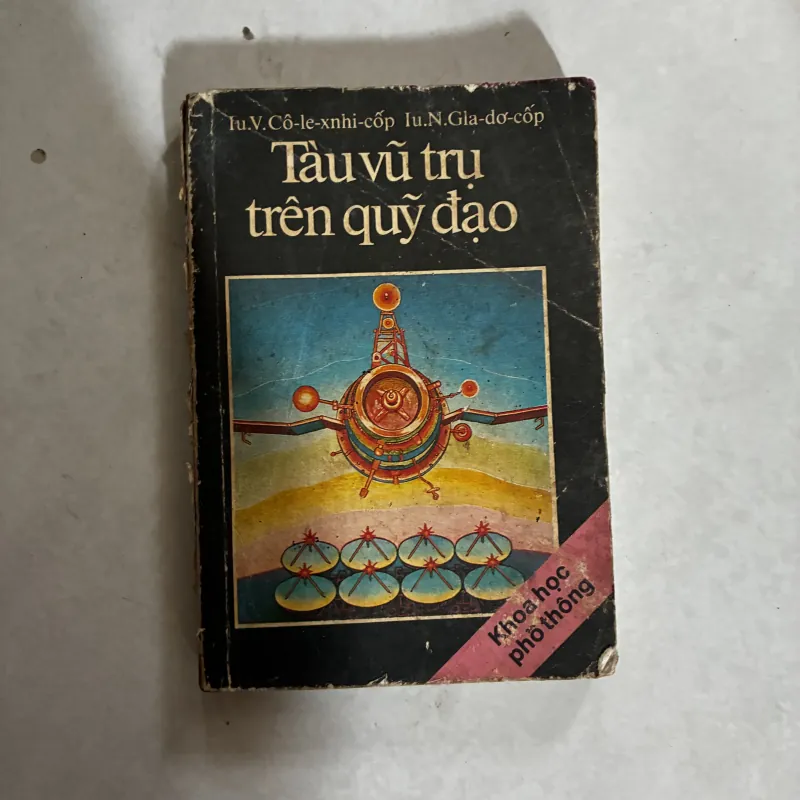 Iu.V.Cô-le-xnhi-cốp Iu.N.Gla-dơ-cốp
Tàu vũ trụ
trên quỹ đạo
Khoa học
phổ thông